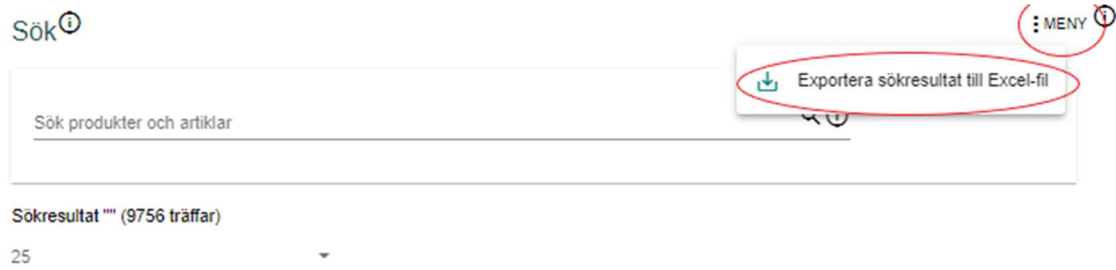 Sök
MENY
Exportera sökresultat till Excel-fil
Sök produkter och artiklar
Sökresultat "" (9756 träffar)
25